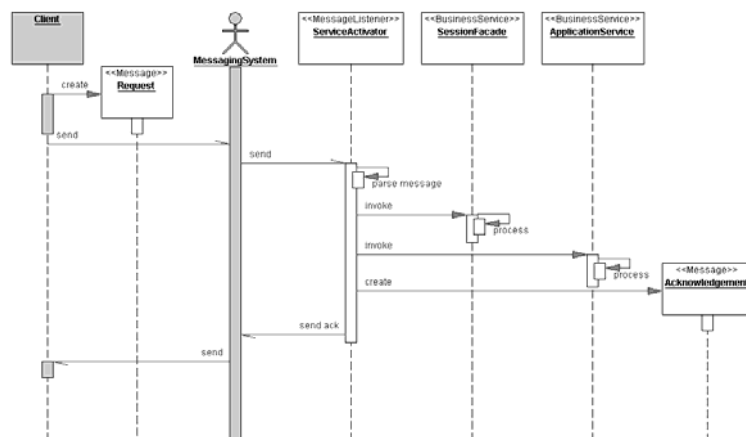 Client
<<Message>>
Request
MessagingSystem
<<MessageListener>>
ServiceActivator
<<BusinessService>>
SessionFacade
<<BusinessService>>
ApplicationService
create
send
send
parse message
invoke
process
invoke
process
create
<<Message>>
Acknowledgement
send ack
send